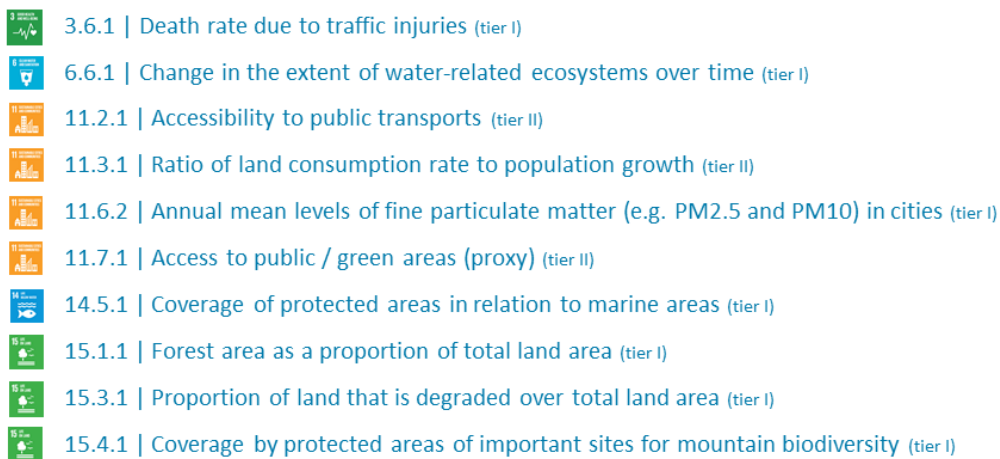 3.6.1 | Death rate due to traffic injuries (tier I)
6.6.1 | Change in the extent of water-related ecosystems over time (tier I)
11.2.1 | Accessibility to public transports (tier II)
11.3.1 | Ratio of land consumption rate to population growth (tier II)
11.6.2 | Annual mean levels of fine particulate matter (e.g. PM2.5 and PM10) in cities (tier I)
11.7.1 | Access to public / green areas (proxy) (tier II)
14.5.1 | Coverage of protected areas in relation to marine areas (tier I)
15.1.1 | Forest area as a proportion of total land area (tier I)
15.3.1 | Proportion of land that is degraded over total land area (tier I)
15.4.1 | Coverage by protected areas of important sites for mountain biodiversity (tier I)